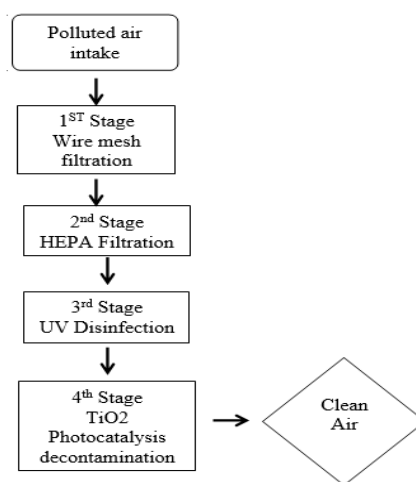 Polluted air
intake
1ST Stage
Wire mesh
filtration
2nd Stage
HEPA Filtration
3rd Stage
UV Disinfection
4th Stage
TiO2
Photocatalysis
decontamination
Clean
Air